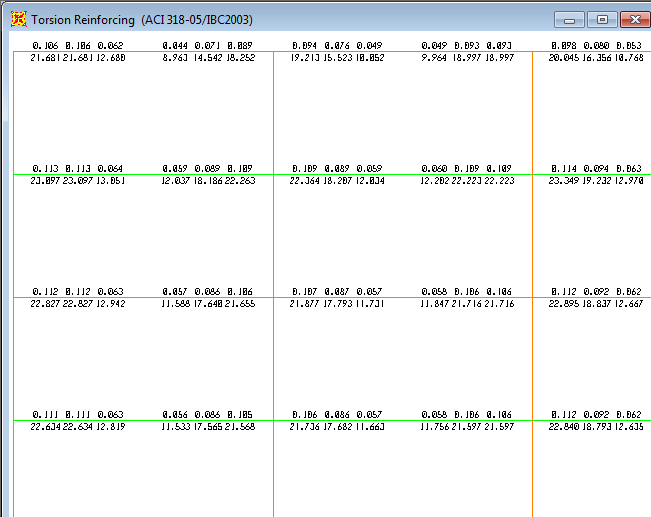 Torsion Reinforcing (ACI 318-05/IBC2003)
0.106 0.106 0.062 0.044 0.071 0.089 0.094 0.076 0.049 0.049 0.093 0.093 0.098 0.080 0.053
21.681 21.681 12.680 8.963 14.542 18.252 19.213 15.523 10.052 9.964 18.997 18.997 20.045 16.356 10.768
0.113 0.113 0.064 0.059 0.089 0.109 0.109 0.089 0.059 0.060 0.109 0.109 0.114 0.094 0.063
23.097 23.097 13.051 12.037 18.186 22.263 22.364 18.207 12.034 12.202 22.223 22.223 23.349 19.232 12.970
0.112 0.112 0.063 0.057 0.086 0.106 0.107 0.087 0.057 0.058 0.106 0.106 0.112 0.092 0.062
22.827 22.827 12.942 11.588 17.640 21.655 21.877 17.793 11.731 11.847 21.716 21.716 22.895 18.837 12.667
0.111 0.111 0.063 0.056 0.086 0.105 0.106 0.086 0.057 0.058 0.106 0.106 0.112 0.092 0.062
22.634 22.634 12.819 11.533 17.565 21.568 21.736 17.682 11.663 11.756 21.597 21.597 22.840 18.793 12.635